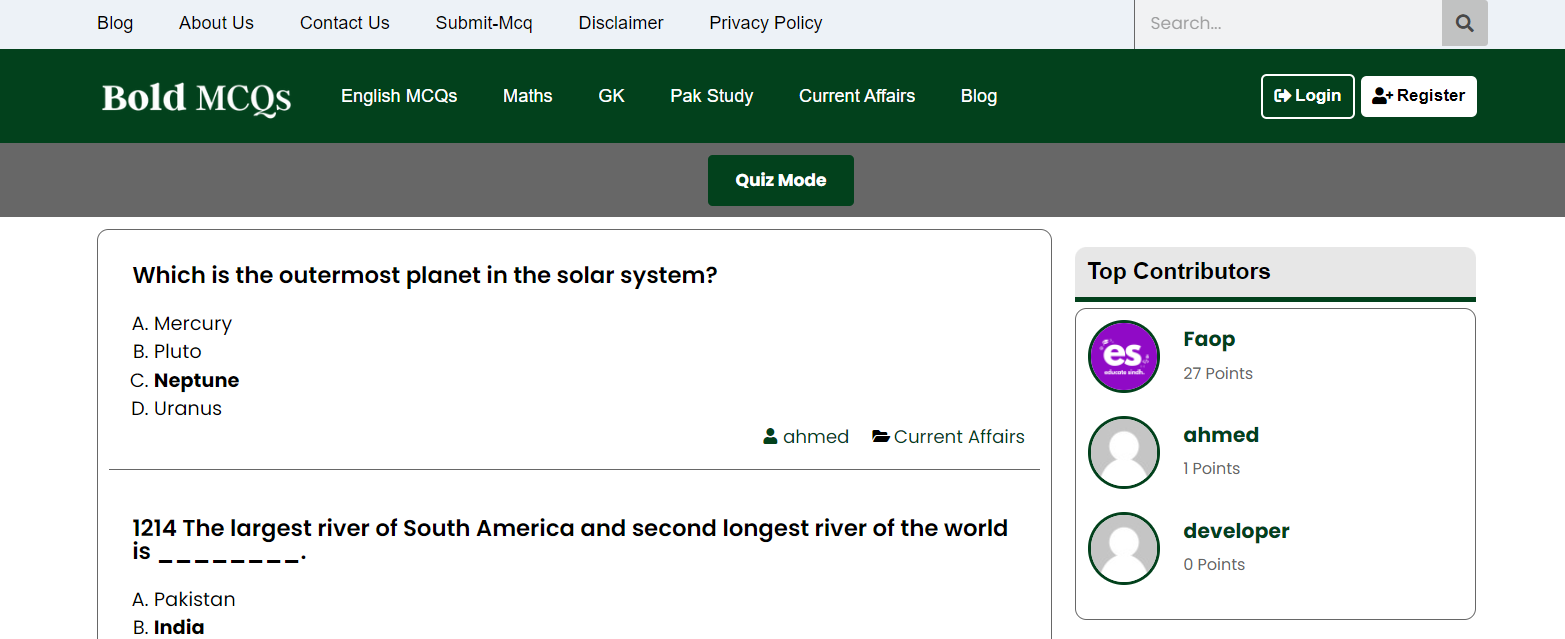 Blog About Us Contact Us Submit-Mcq Disclaimer Privacy Policy Search...
Bold MCQs English MCQs Maths GK Pak Study Current Affairs Blog Login Register
Quiz Mode
Which is the outermost planet in the solar system?
A. Mercury
B. Pluto
C. Neptune
D. Uranus
ahmed Current Affairs
1214 The largest river of South America and second longest river of the world
is ________.
A. Pakistan
B. India
Top Contributors
es
educate sindh.
Faop
27 Points
ahmed
1 Points
developer
0 Points